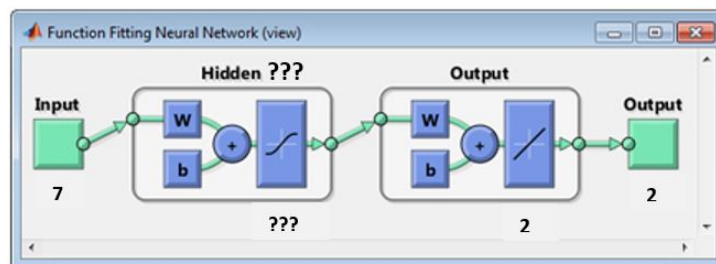 Function Fitting Neural Network (view)
Hidden ???
Output
Input
Output
W
b
+
W
b
+
7
???
2
2